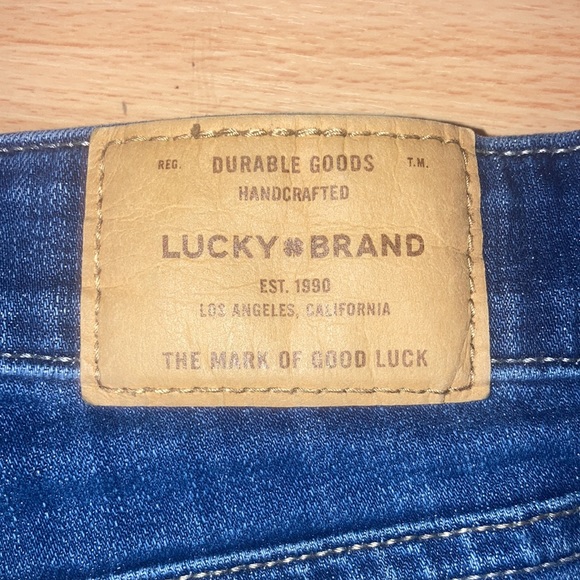 REG. DURABLE GOODS T.M.
HANDCRAFTED
LUCKY BRAND
EST. 1990
LOS ANGELES, CALIFORNIA
THE MARK OF GOOD LUCK